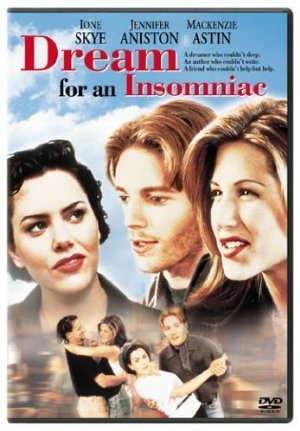 IONE JENNIFER MACKENZIE
SKYE ANISTON ASTIN
Dream
A dreamer who couldn't sleep.
An author who couldn't write.
A friend who couldn't help but help.
for an Insomniac
DVD
VIDEO